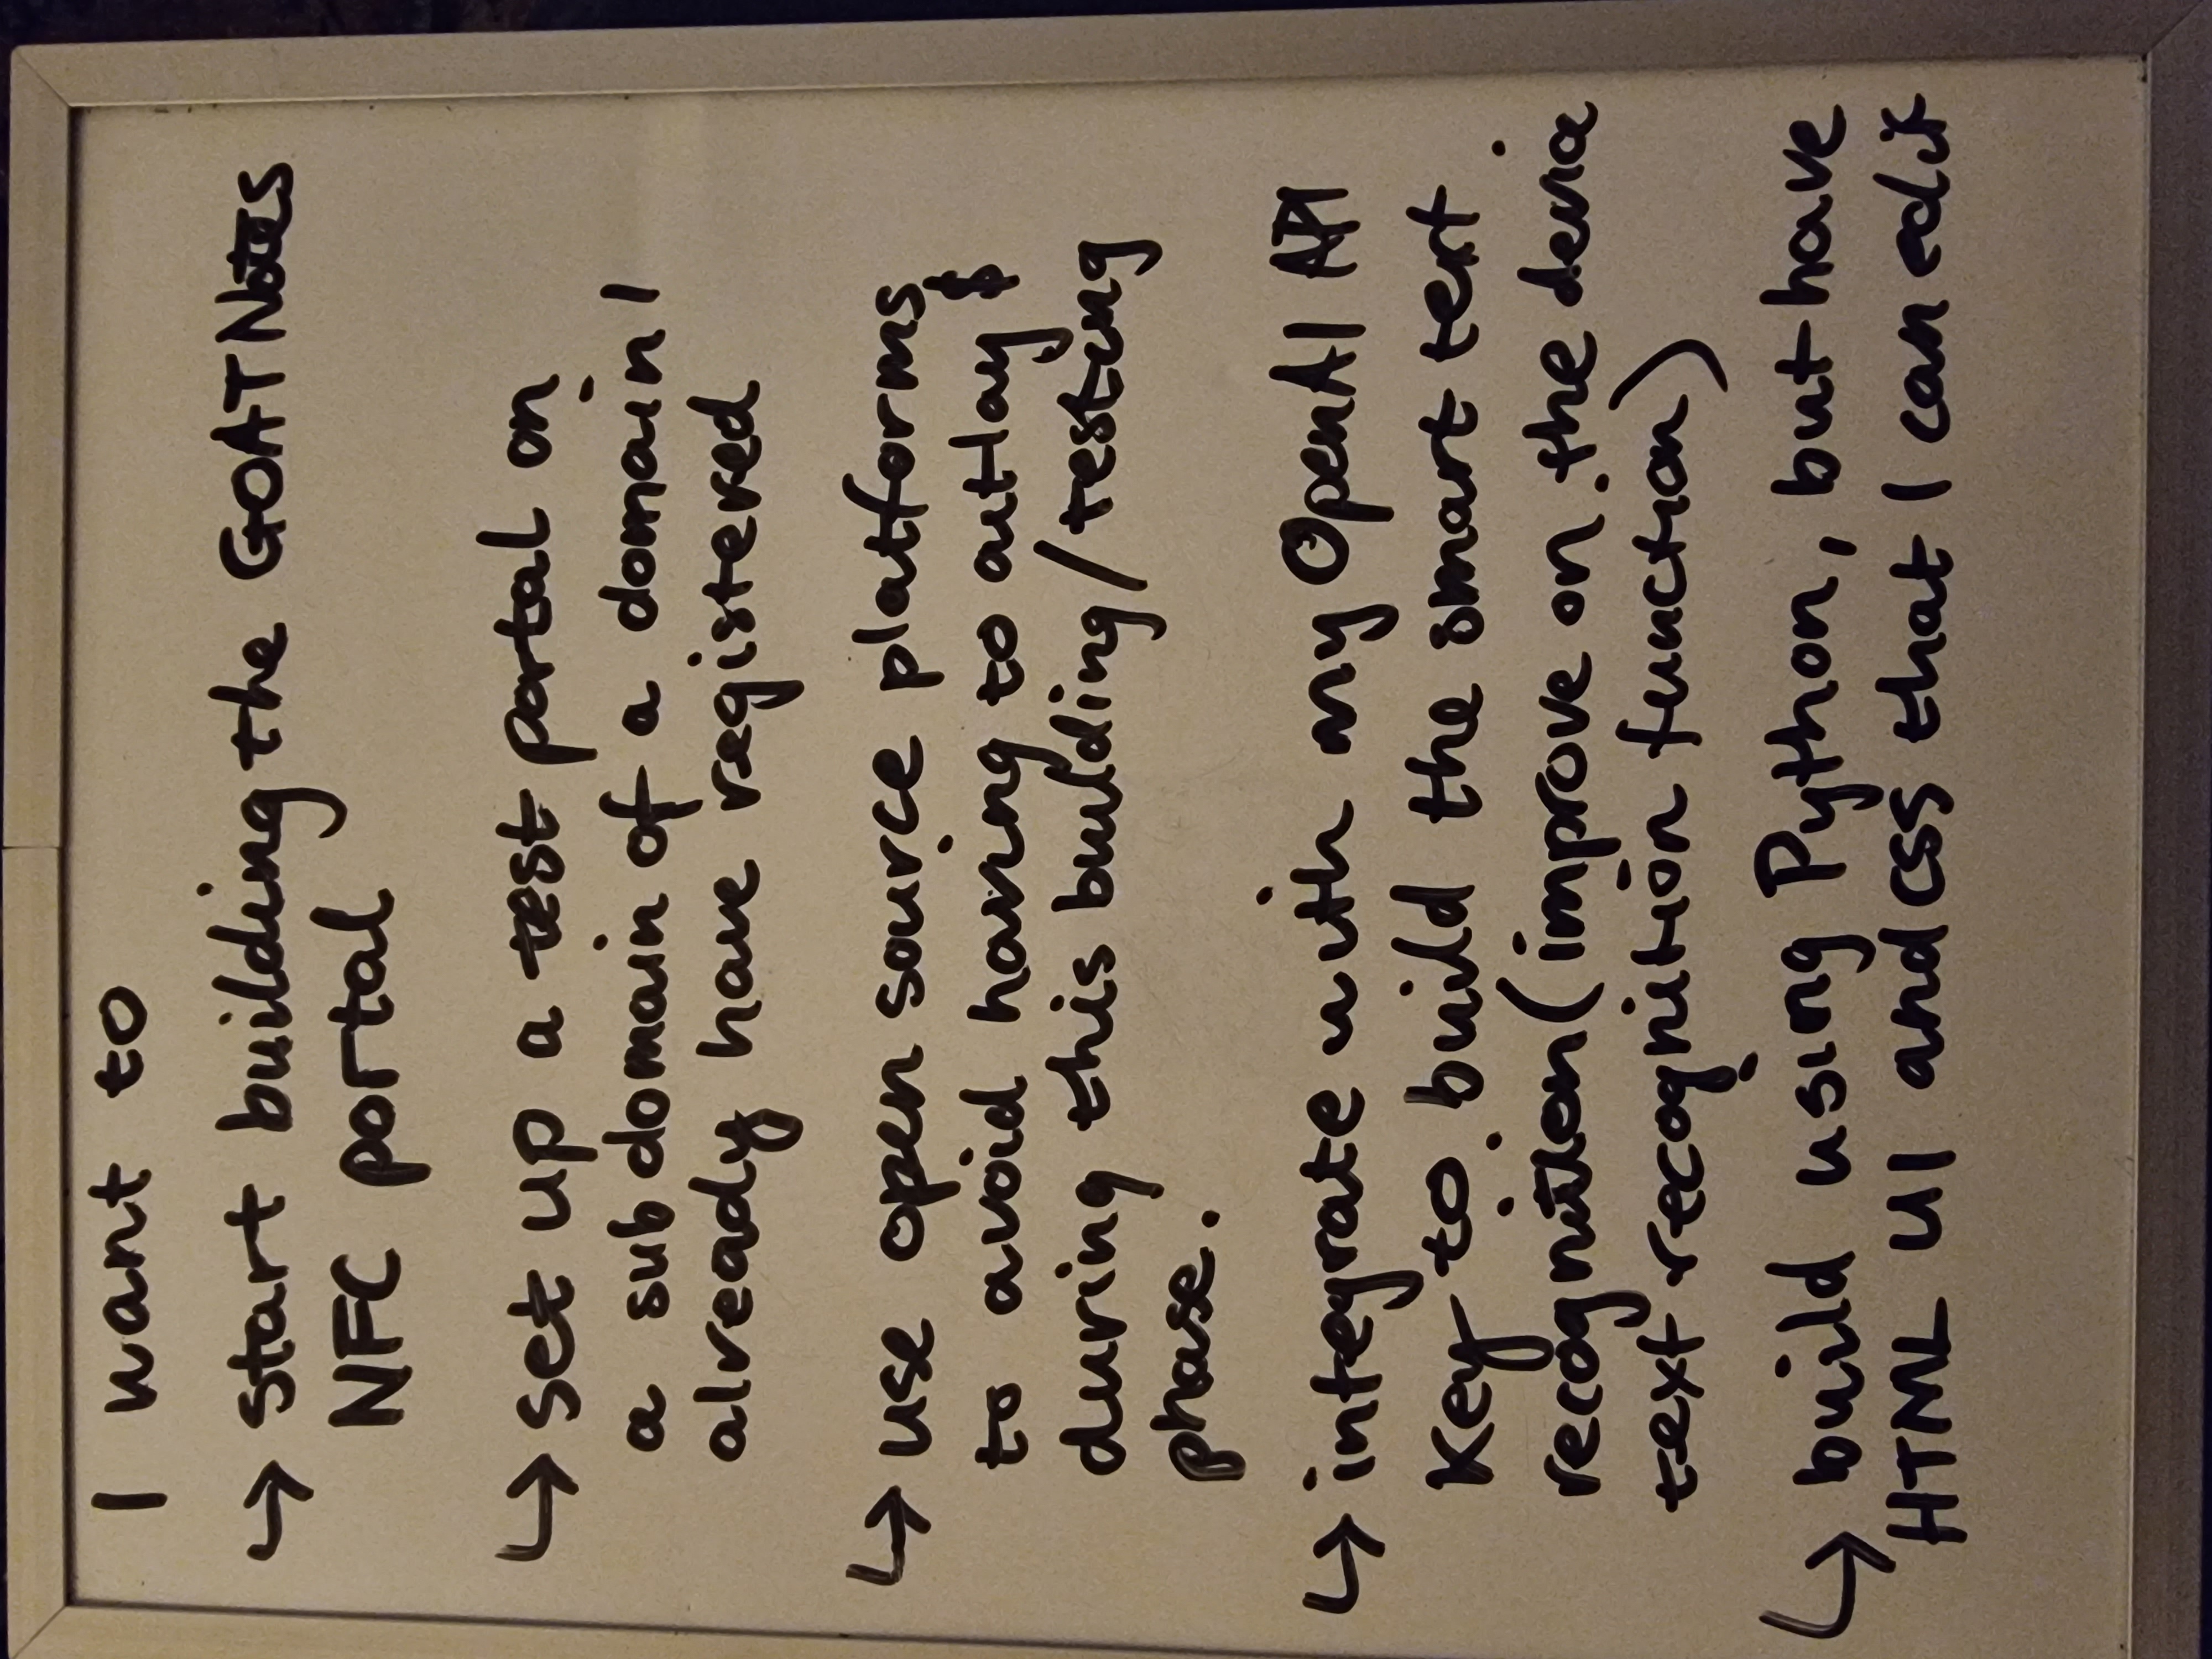 I want to
↳ start building the GOATNotes
NFC portal
↳ set up a test portal on
a subdomain of a domain I
already have registered
↳ use open source platforms
to avoid having to outlay $
during this building/testing
phase.
↳ integrate with my OpenAI API
Key to build the smart text
recognition (improve on the device
text recognition function)
↳ build using Python, but have
HTML UI and CSS that I can edit